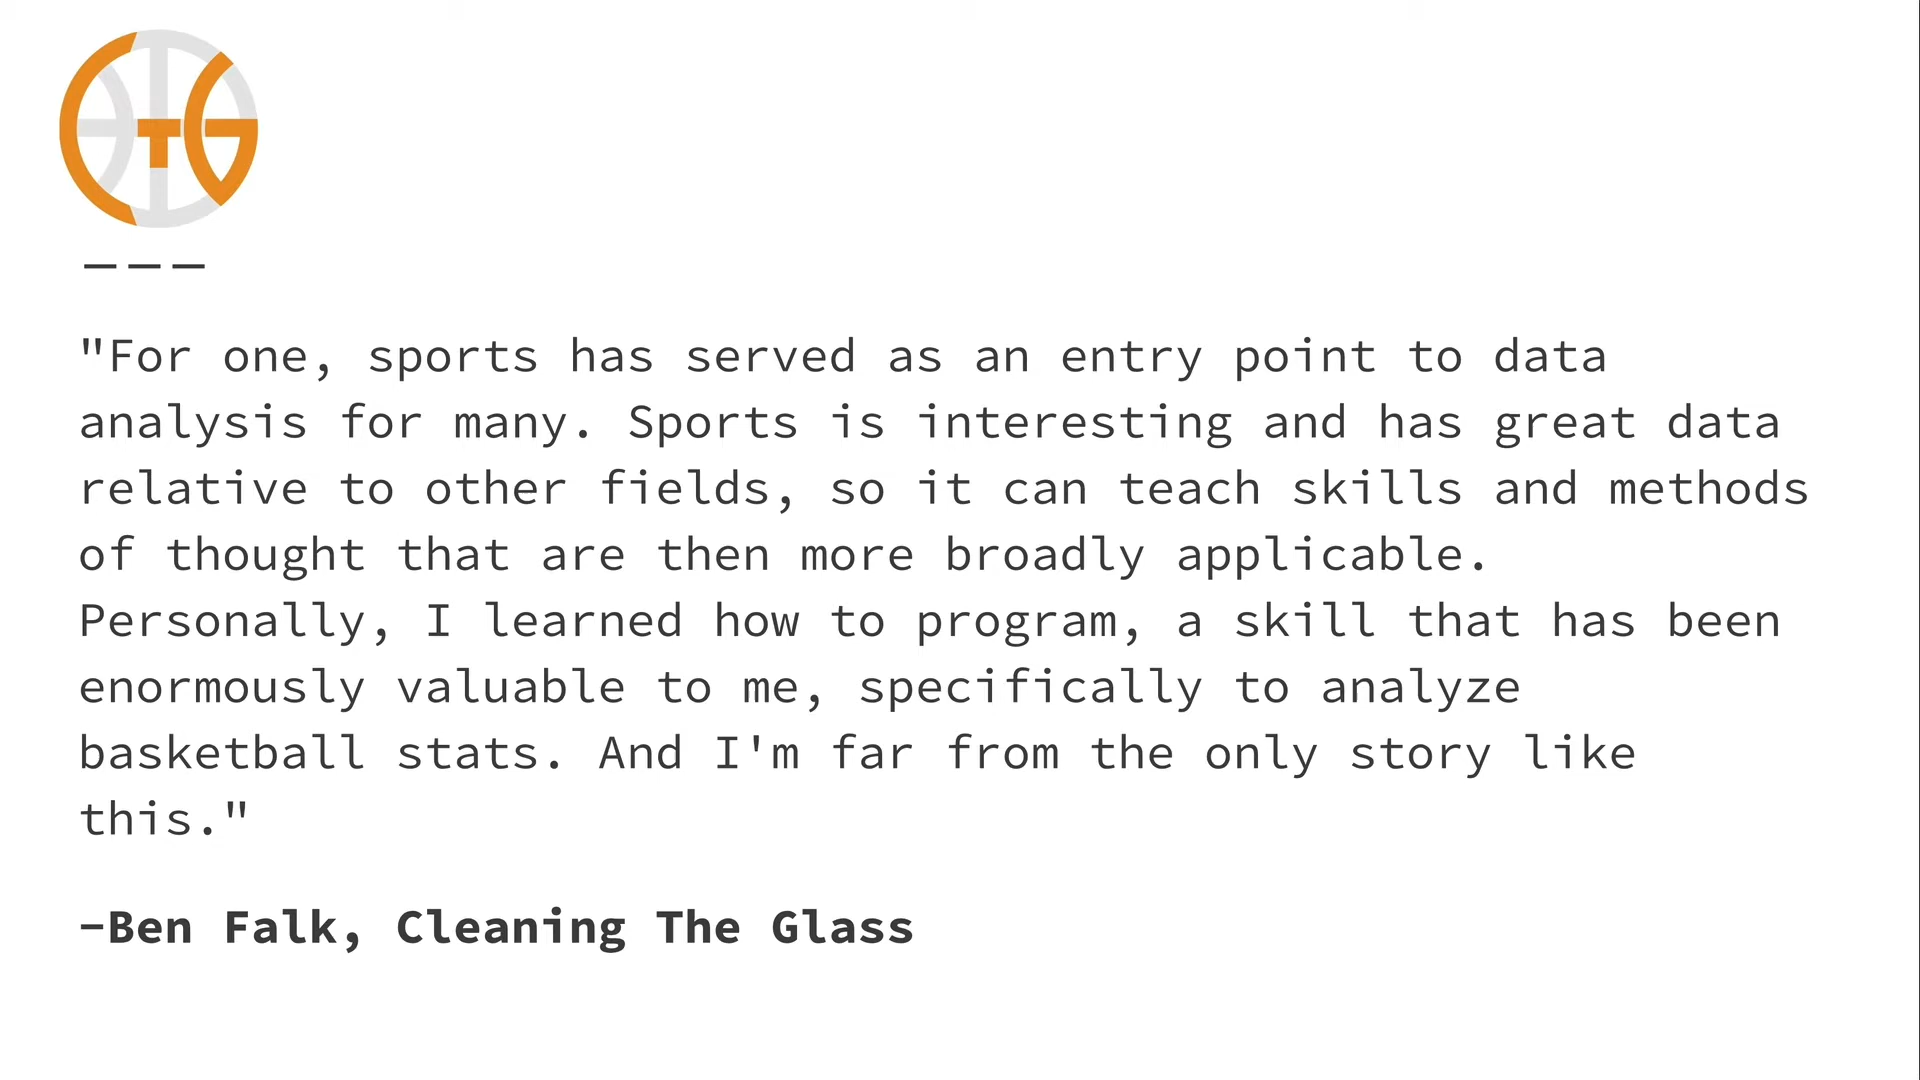 CTG
"For one, sports has served as an entry point to data
analysis for many. Sports is interesting and has great data
relative to other fields, so it can teach skills and methods
of thought that are then more broadly applicable.
Personally, I learned how to program, a skill that has been
enormously valuable to me, specifically to analyze
basketball stats. And I'm far from the only story like
this."
–Ben Falk, Cleaning The Glass